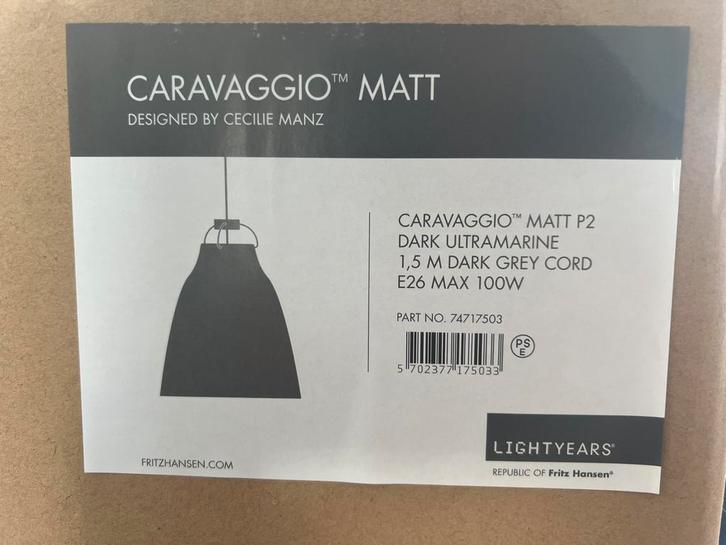 CARAVAGGIO™ MATT
DESIGNED BY CECILIE MANZ
CARAVAGGIO™ MATT P2
DARK ULTRAMARINE
1,5 M DARK GREY CORD
E26 MAX 100W
PART NO. 74717503
PS
E
5 702377 175033
FRITZHANSEN.COM
LIGHTYEARS®
REPUBLIC OF Fritz Hansen®